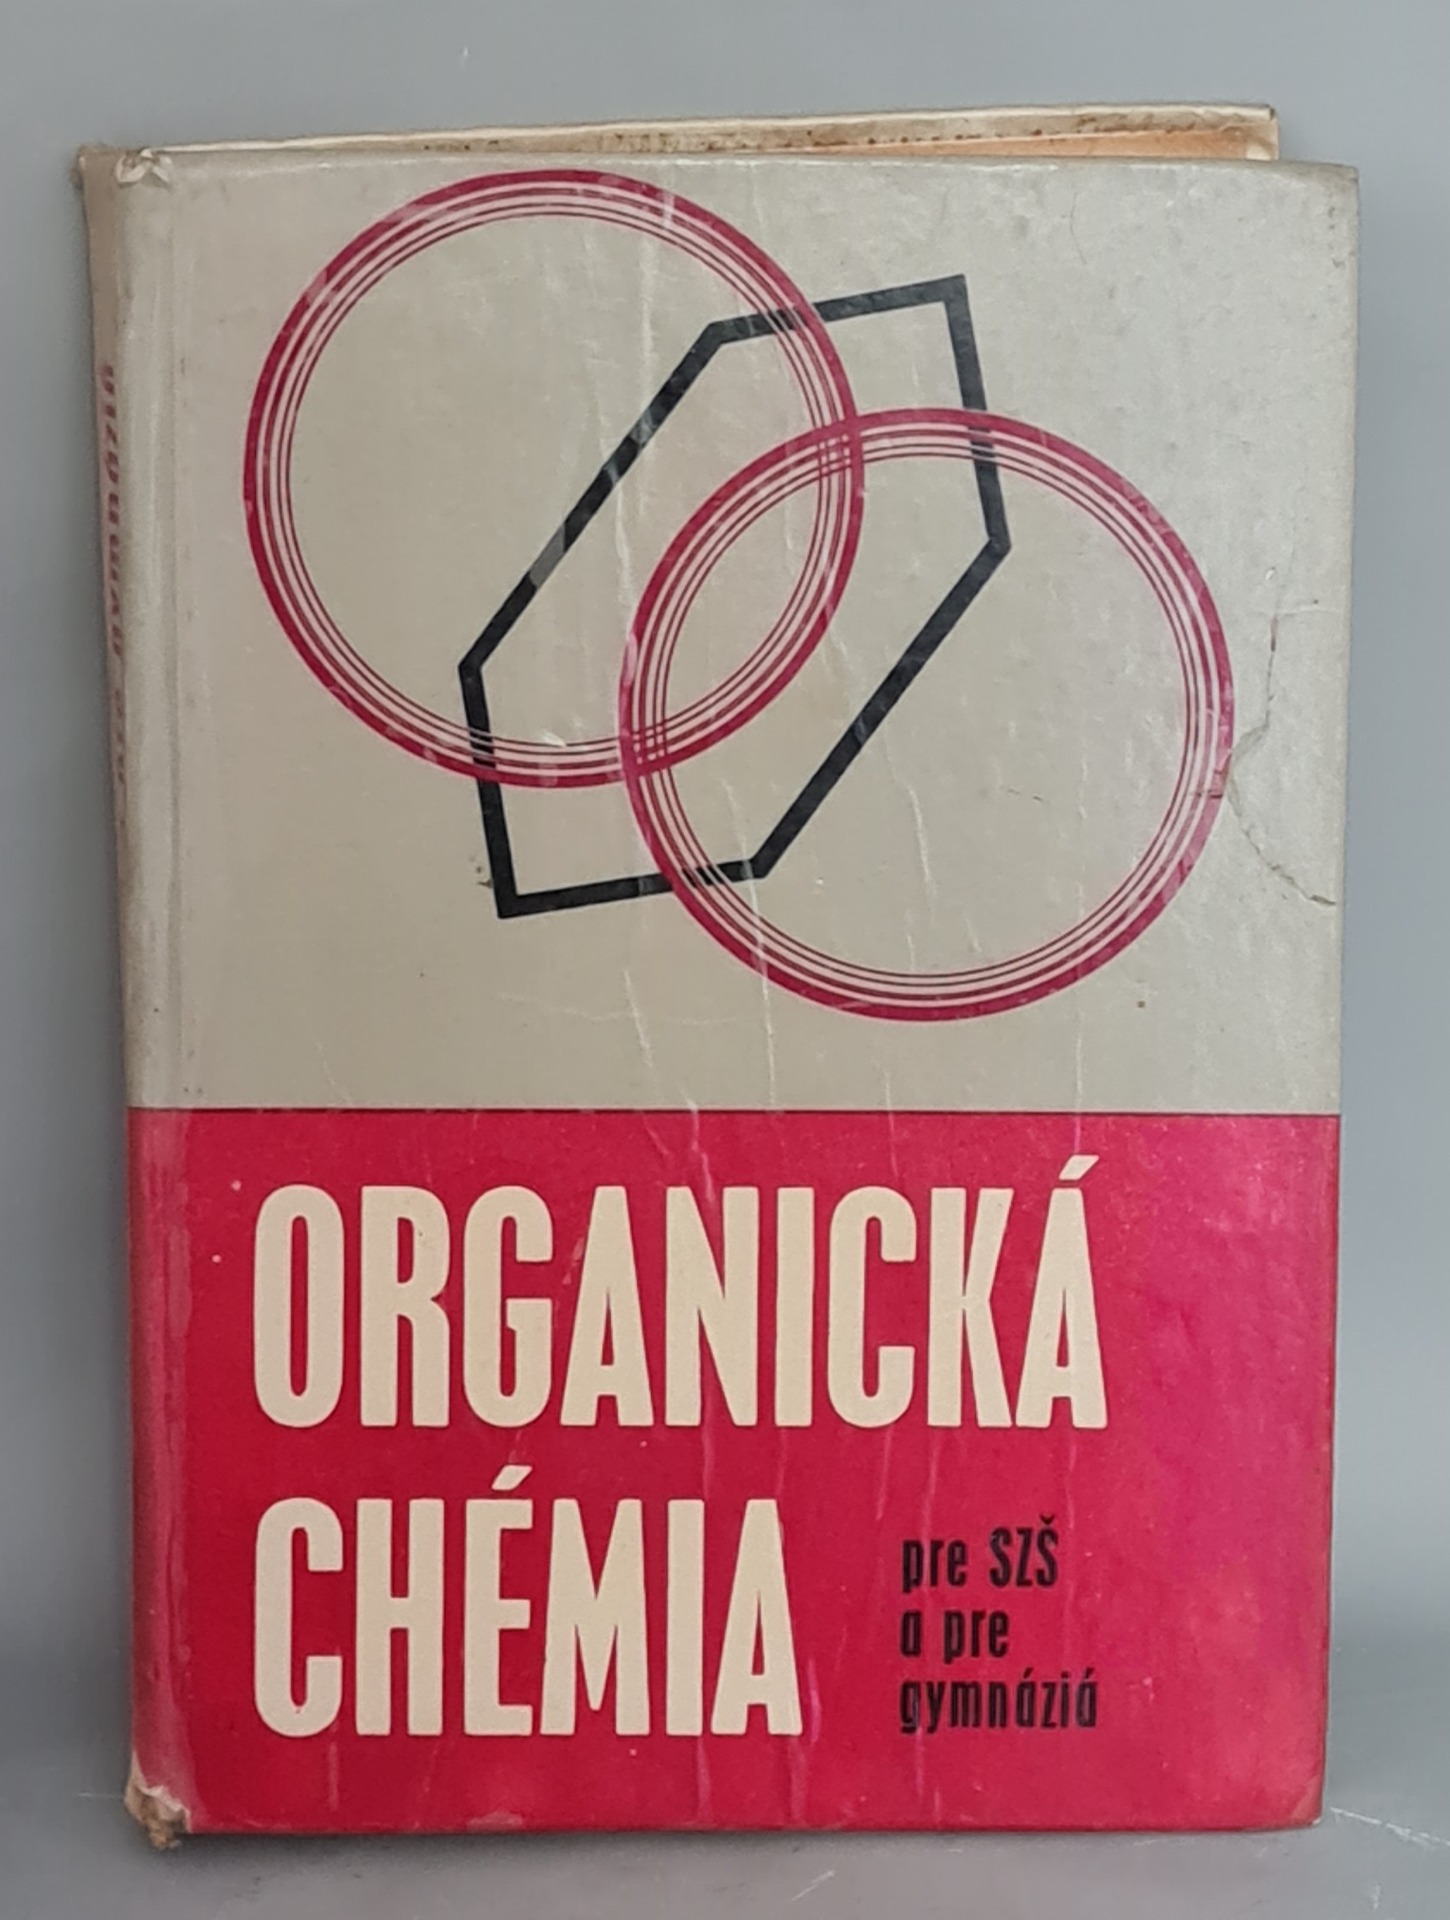 ORGANICKÁ
CHÉMIA
pre SZŠ
a pre
gymnáziá